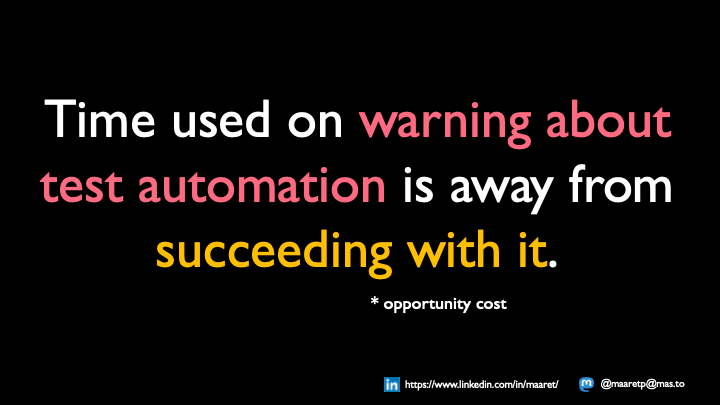 Time used on warning about
test automation is away from
succeeding with it.
* opportunity cost
in https://www.linkedin.com/in/maaret/ m @maaretp@mas.to